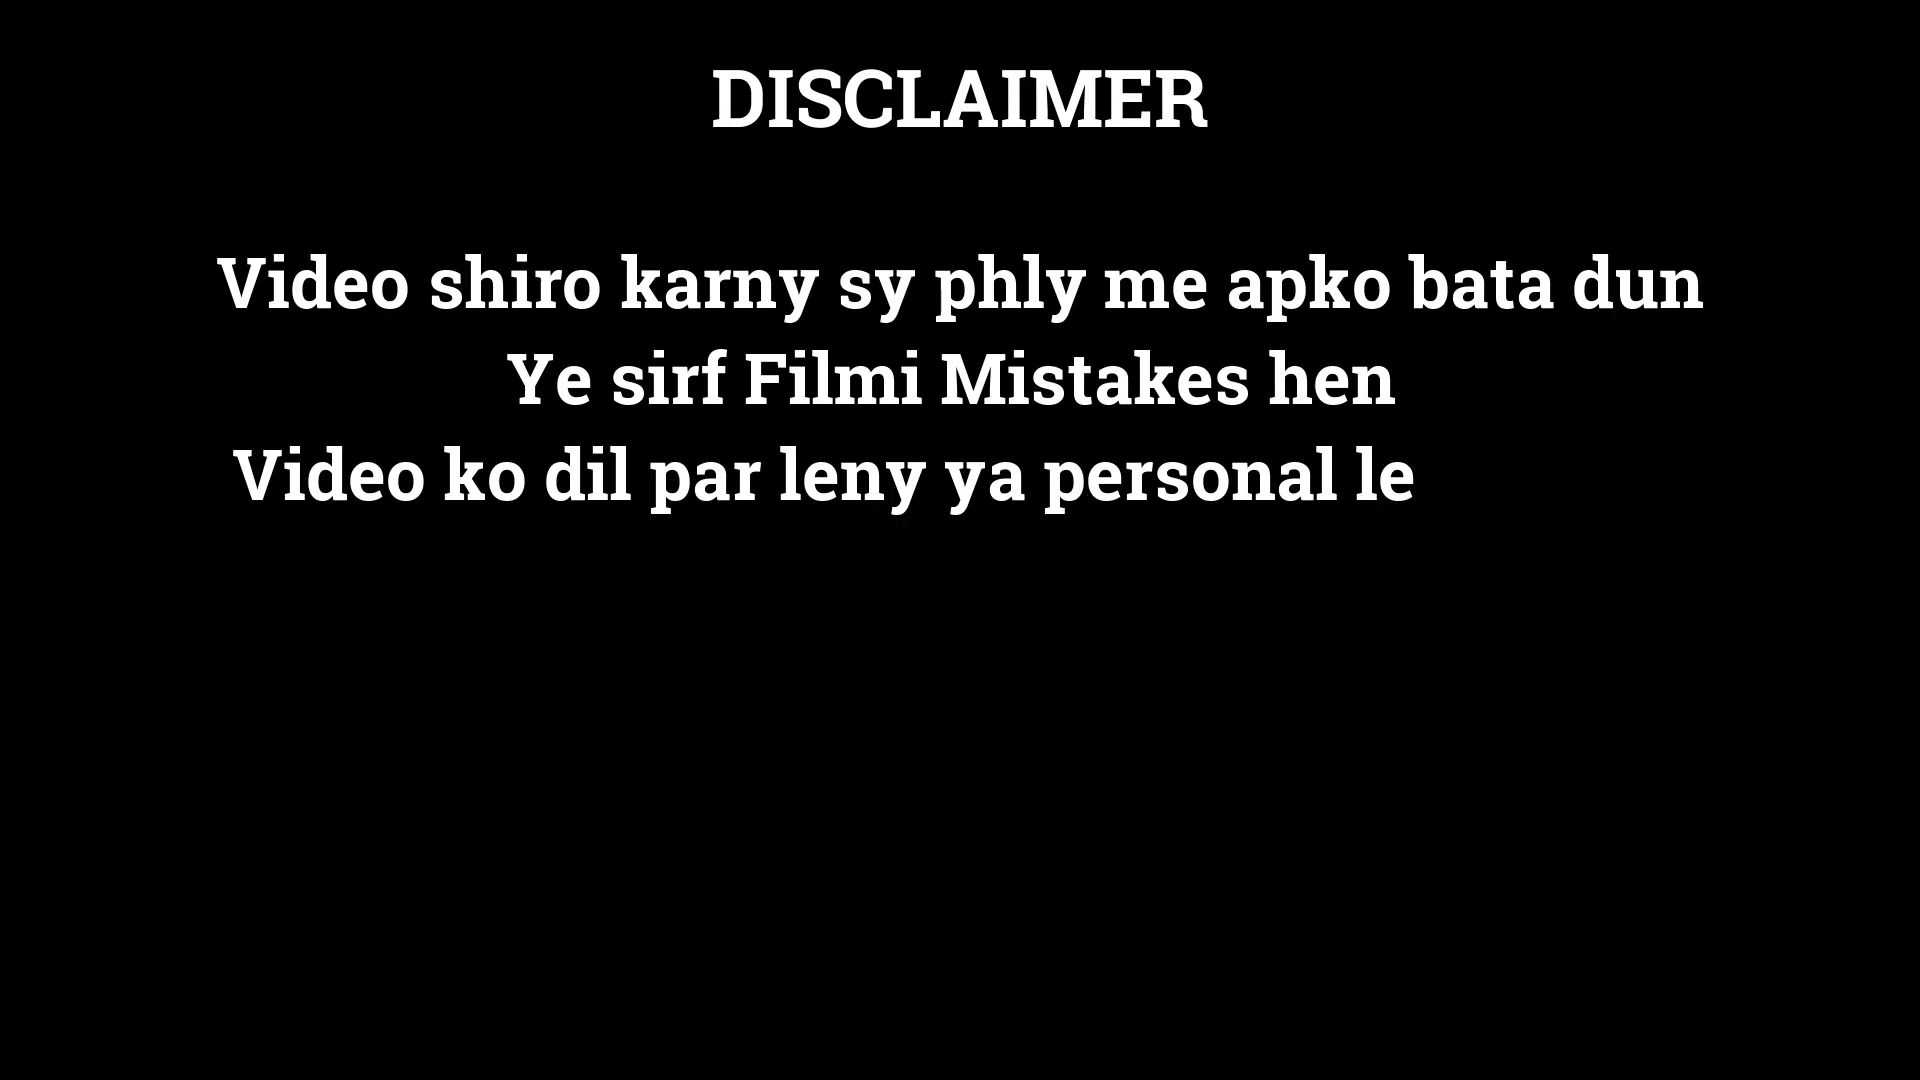 DISCLAIMER
Video shiro karny sy phly me apko bata dun
Ye sirf Filmi Mistakes hen
Video ko dil par leny ya personal le